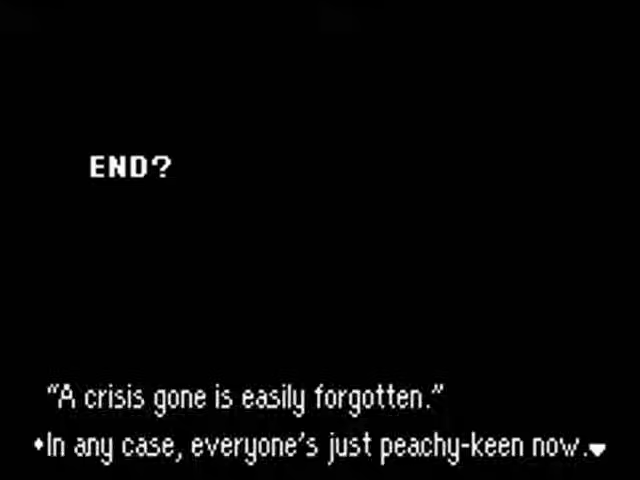 END?
“A crisis gone is easily forgotten.”
•In any case, everyone’s just peachy-keen now.